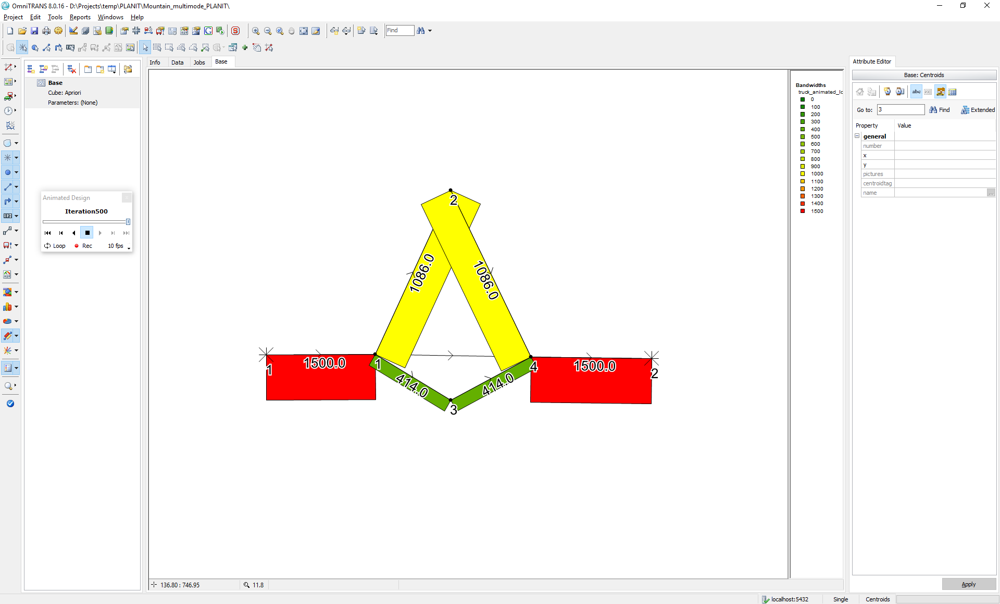 OmniTRANS 8.0.16 - D:\Projects\temp\PLANIT\Mountain_multimode_PLANIT\
Project Edit Tools Reports Windows Help
Find
Info Data Jobs Base
Base
Cube: Apriori
Parameters: (None)
Animated Design
Iteration500
Loop Rec 10 fps
2
1086.0 1086.0
1 1500.0 1 414.0 3 414.0 4 1500.0 2
Bandwidths
truck_animated_lo
0
100
200
300
400
500
600
700
800
900
1000
1100
1200
1300
1400
1500
Attribute Editor
Base: Centroids
abc
Go to: 3 Find Extended
Property Value
general
number
x
y
pictures
centroidtag
name
Apply
136.80 : 746.95 11.8
localhost:5432 Single Centroids